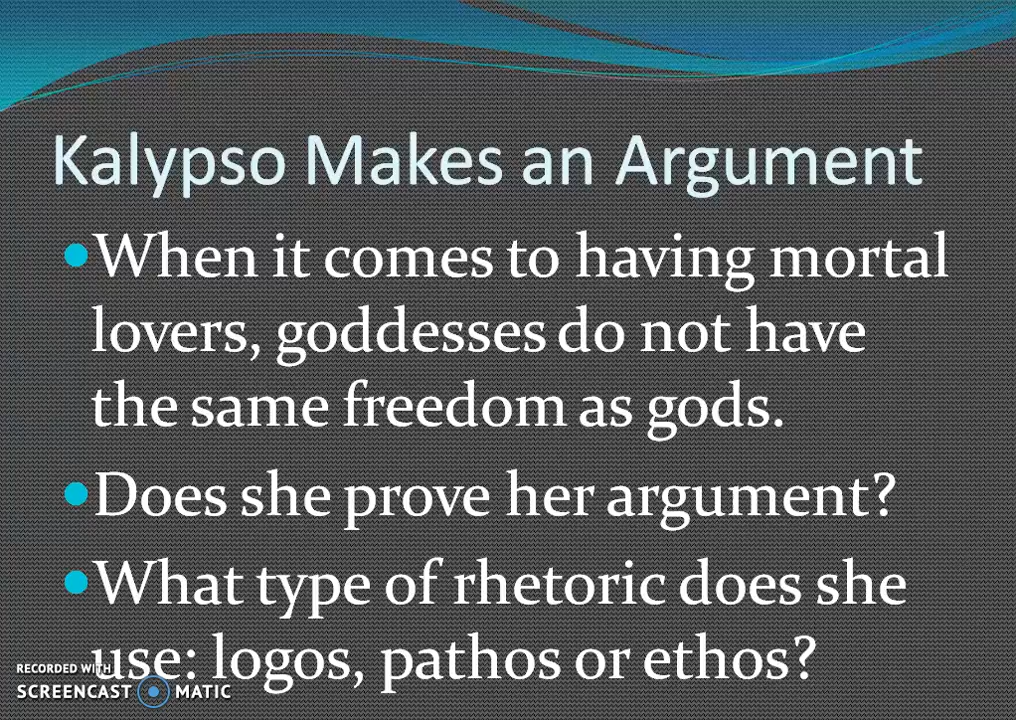 Kalypso Makes an Argument
When it comes to having mortal
lovers, goddesses do not have
the same freedom as gods.
Does she prove her argument?
What type of rhetoric does she
use: logos, pathos or ethos?
RECORDED WITH
SCREENCAST MATIC